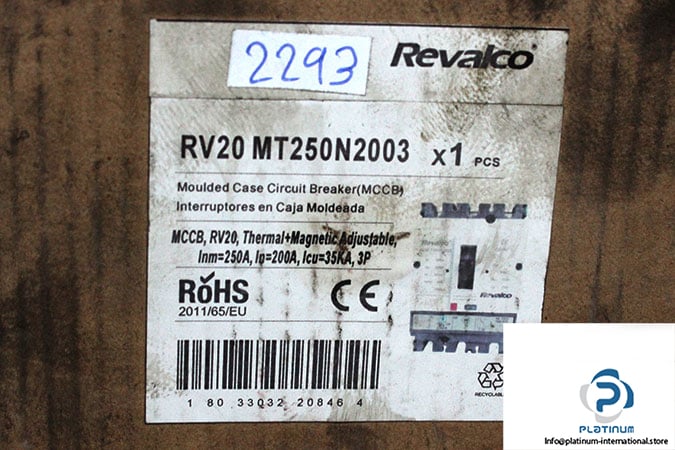 2293
Revalco
RV20 MT250N2003 x1 PCS
Moulded Case Circuit Breaker(MCCB)
Interruptores en Caja Moldeada
MCCB, RV20, Thermal+Magnetic Adjustable,
Inm=250A, Ip=200A, Icu=35KA, 3P
RoHS
2011/65/EU
CE
Revalco
Revalco
1 80 33032 20846 4
RECYCLABLE
PLATINUM
Info@platinum-international.store